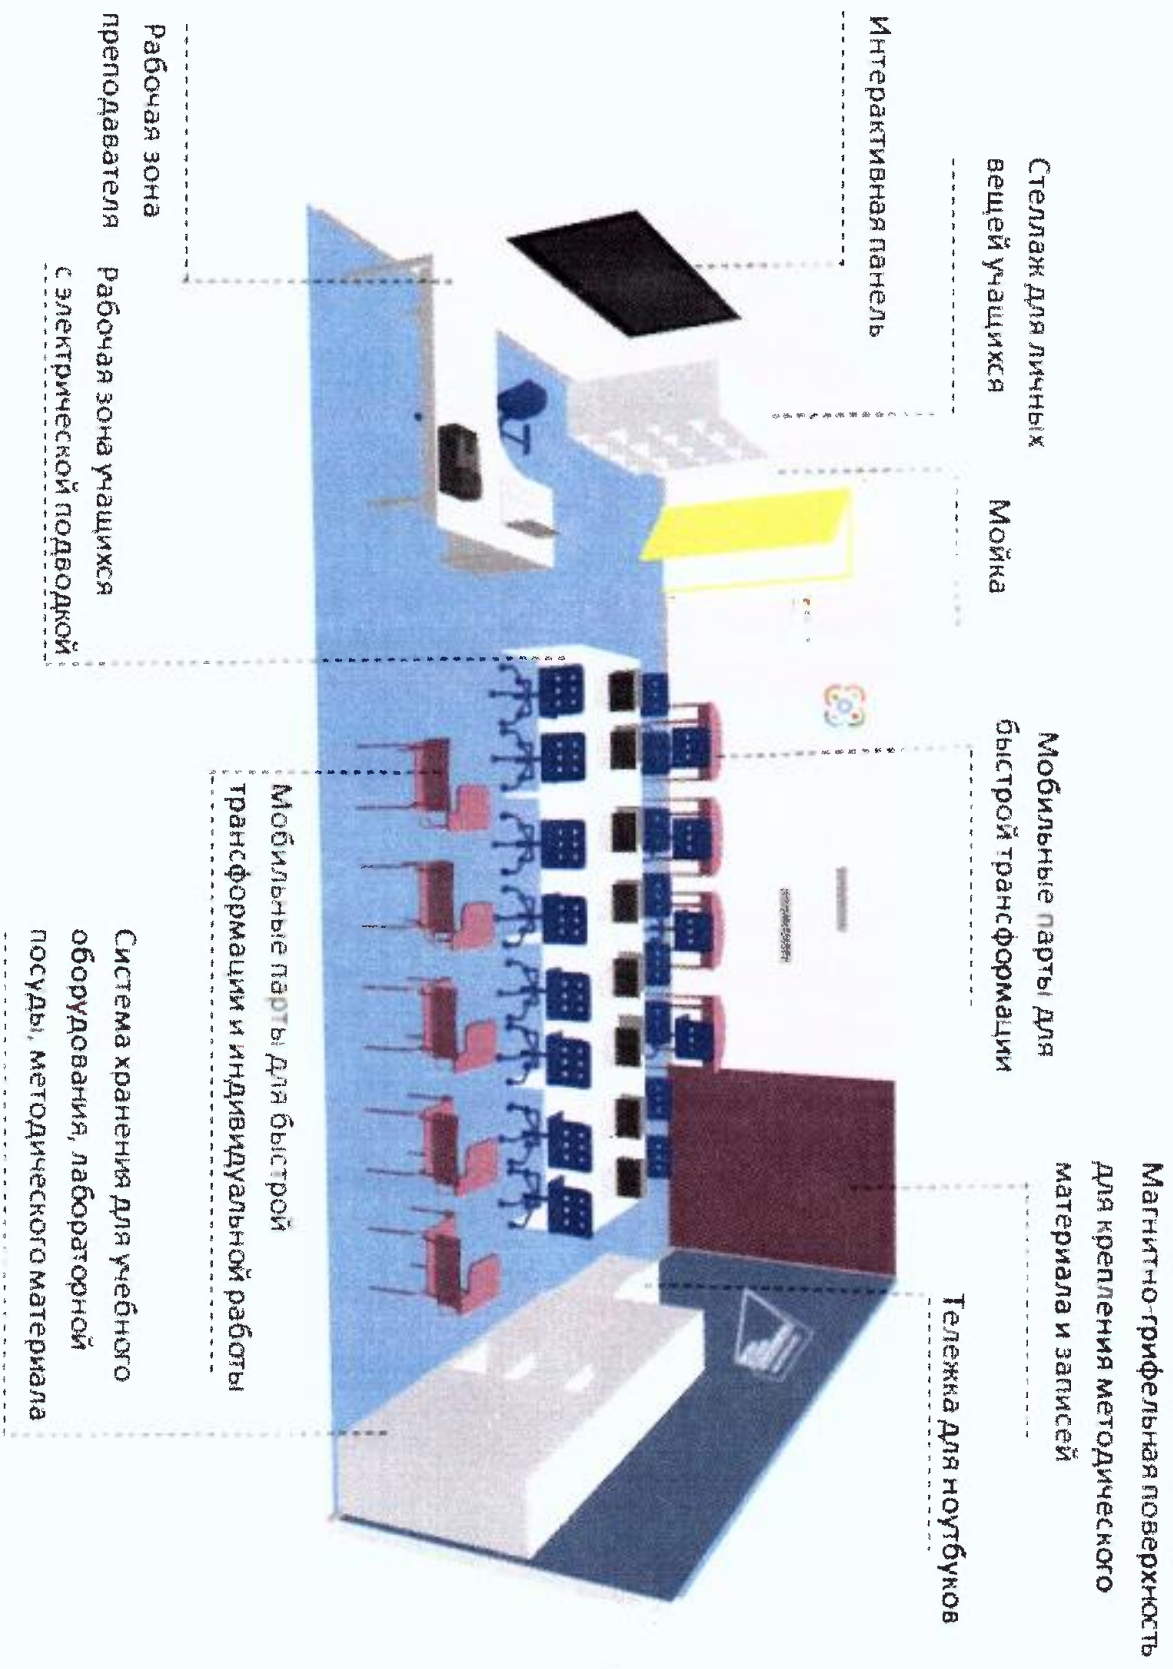 Магнитно-грифельная поверхность
для крепления методического
материала и записей
Стеллаж для личных
вещей учащихся
Мойка
Мобильные парты для
быстрой трансформации
Тележка для ноутбуков
Интерактивная панель
Рабочая зона
преподавателя
Рабочая зона учащихся
с электрической подводкой
Мобильные парты для быстрой
трансформации и индивидуальной работы
Система хранения для учебного
оборудования, лабораторной
посуды, методического материала